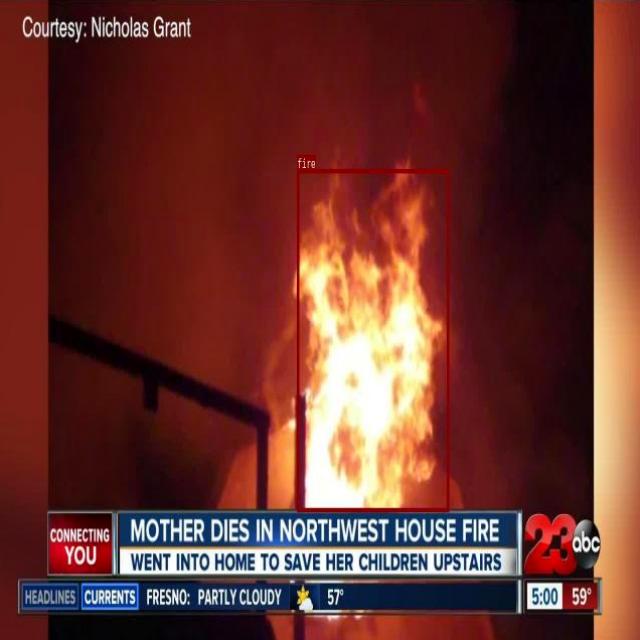 Courtesy: Nicholas Grant
fire
CONNECTING
YOU
MOTHER DIES IN NORTHWEST HOUSE FIRE
WENT INTO HOME TO SAVE HER CHILDREN UPSTAIRS
23 abc
HEADLINES CURRENTS FRESNO: PARTLY CLOUDY 57° 5:00 59°